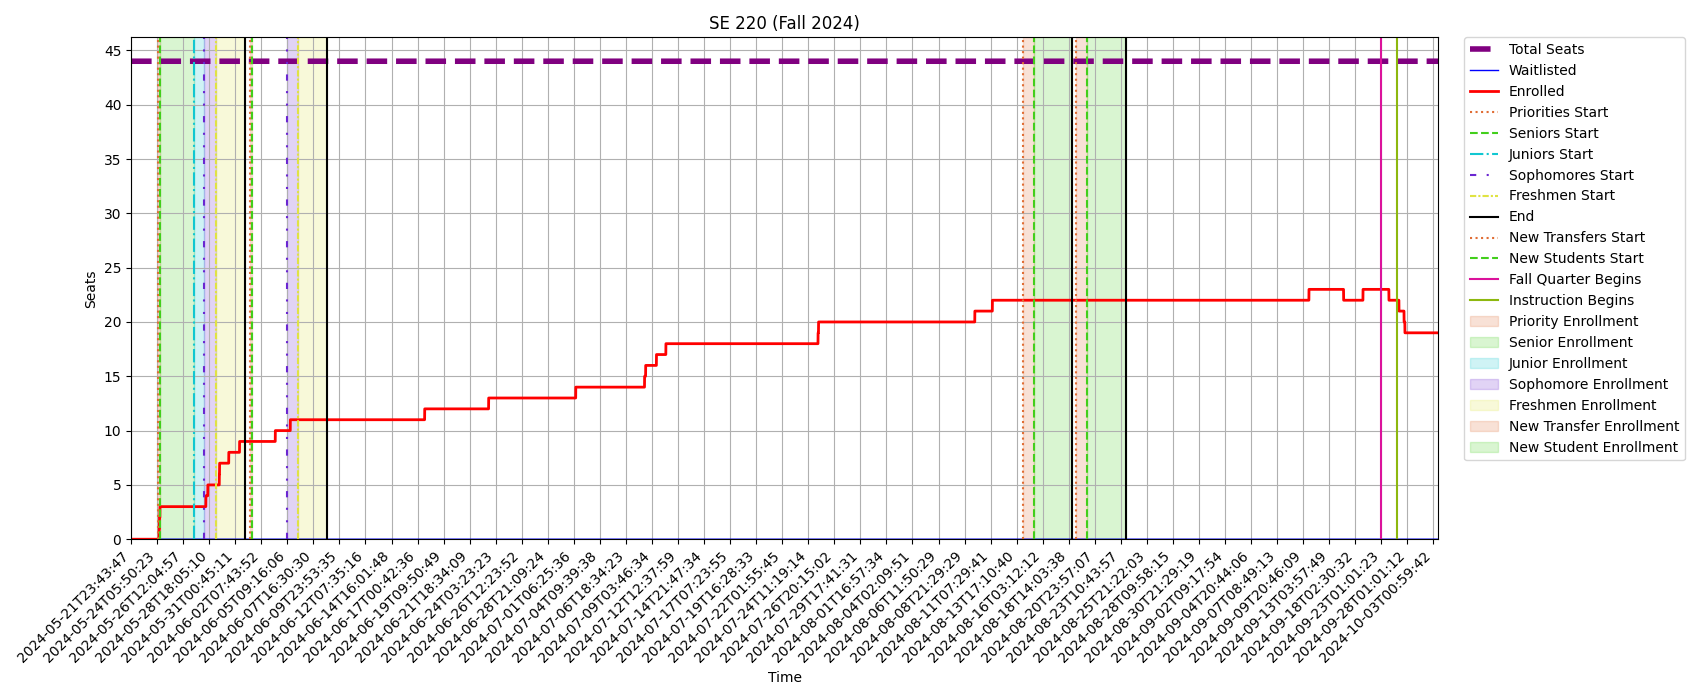 SE 220 (Fall 2024)
45
40
35
30
25
20
15
10
5
0
Seats
2024-05-21T23:43:47
2024-05-24T05:50:23
2024-05-26T12:04:57
2024-05-28T18:05:10
2024-05-31T00:45:11
2024-06-02T07:43:52
2024-06-05T09:16:06
2024-06-07T16:30:30
2024-06-09T23:53:35
2024-06-12T07:35:16
2024-06-14T16:01:48
2024-06-17T00:42:36
2024-06-19T09:50:49
2024-06-21T18:34:09
2024-06-24T03:23:23
2024-06-26T12:23:52
2024-06-28T21:09:24
2024-07-01T06:25:36
2024-07-04T09:39:38
2024-07-06T18:34:23
2024-07-09T03:46:34
2024-07-12T12:37:59
2024-07-14T21:47:34
2024-07-17T07:23:55
2024-07-19T16:28:33
2024-07-22T01:55:45
2024-07-24T11:19:14
2024-07-26T20:15:02
2024-07-29T17:41:31
2024-08-01T16:57:34
2024-08-04T02:09:51
2024-08-06T11:50:29
2024-08-08T21:29:29
2024-08-11T07:29:41
2024-08-13T17:10:40
2024-08-16T03:12:12
2024-08-18T14:03:38
2024-08-20T23:57:07
2024-08-23T10:43:57
2024-08-25T21:22:03
2024-08-28T09:58:15
2024-08-30T21:29:19
2024-09-02T09:17:54
2024-09-04T20:44:06
2024-09-07T08:49:13
2024-09-09T20:46:09
2024-09-13T03:57:49
2024-09-18T02:30:32
2024-09-23T01:01:23
2024-09-28T01:01:12
2024-10-03T00:59:42
Time
Total Seats
Waitlisted
Enrolled
Priorities Start
Seniors Start
Juniors Start
Sophomores Start
Freshmen Start
End
New Transfers Start
New Students Start
Fall Quarter Begins
Instruction Begins
Priority Enrollment
Senior Enrollment
Junior Enrollment
Sophomore Enrollment
Freshmen Enrollment
New Transfer Enrollment
New Student Enrollment